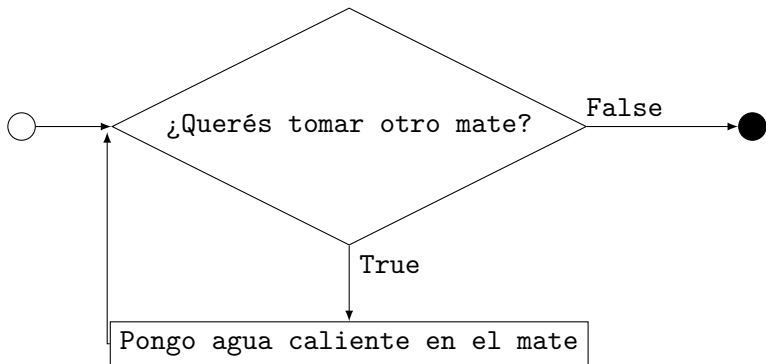 ¿Querés tomar otro mate?
False
True
Pongo agua caliente en el mate